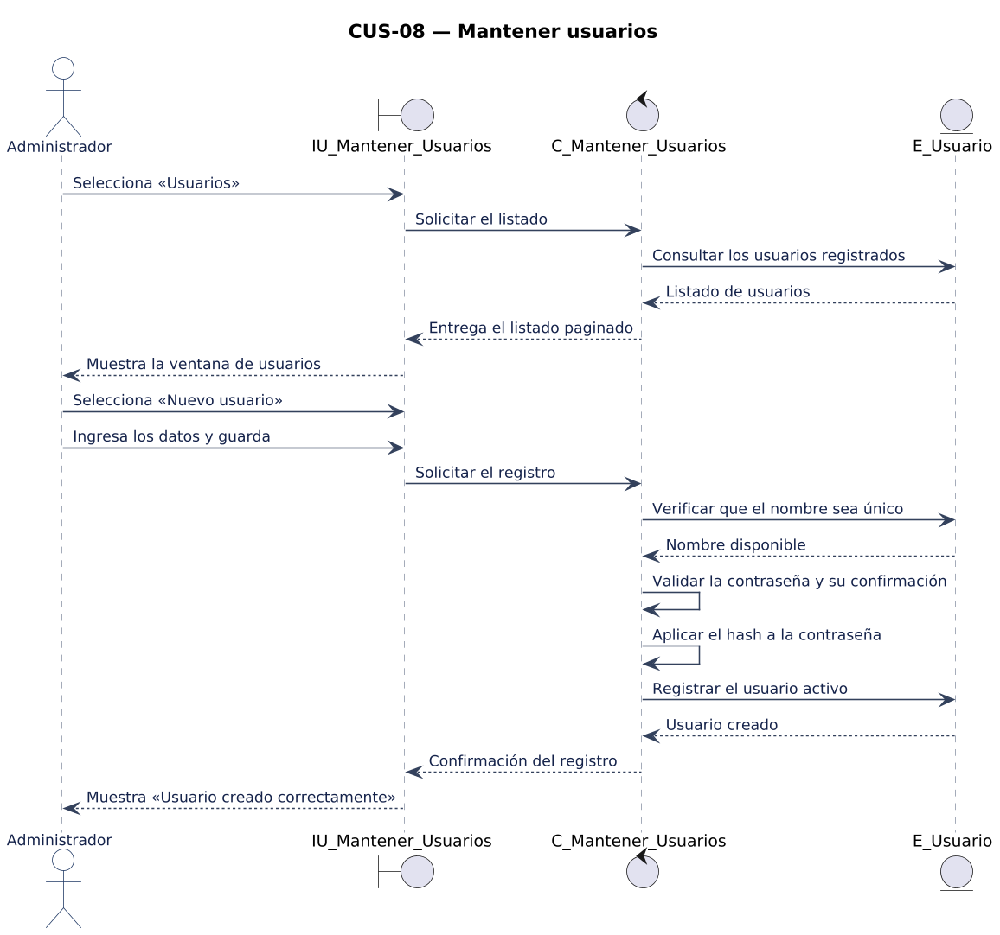 CUS-08 — Mantener usuarios
Administrador
IU_Mantener_Usuarios
C_Mantener_Usuarios
E_Usuario
Selecciona «Usuarios»
Solicitar el listado
Consultar los usuarios registrados
Listado de usuarios
Entrega el listado paginado
Muestra la ventana de usuarios
Selecciona «Nuevo usuario»
Ingresa los datos y guarda
Solicitar el registro
Verificar que el nombre sea único
Nombre disponible
Validar la contraseña y su confirmación
Aplicar el hash a la contraseña
Registrar el usuario activo
Usuario creado
Confirmación del registro
Muestra «Usuario creado correctamente»
Administrador
IU_Mantener_Usuarios
C_Mantener_Usuarios
E_Usuario